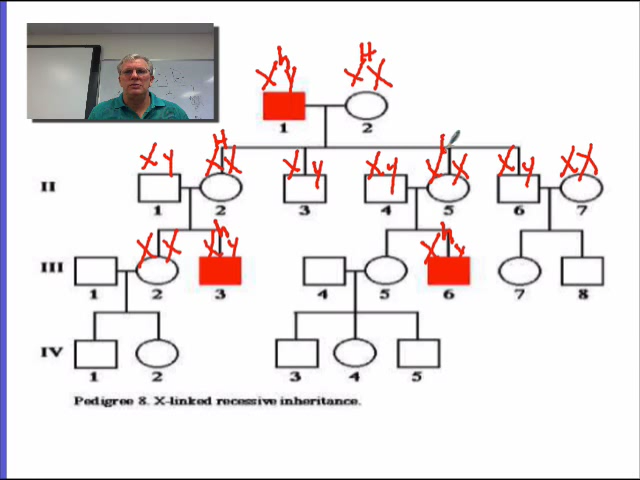 X^h Y X^H X
1 2
X Y X^H X X Y X Y X X X Y X X
II
1 2 3 4 5 6 7
X X X^h Y X^h Y
III
1 2 3 4 5 6 7 8
IV
1 2 3 4 5
Pedigree 8. X-linked recessive inheritance.